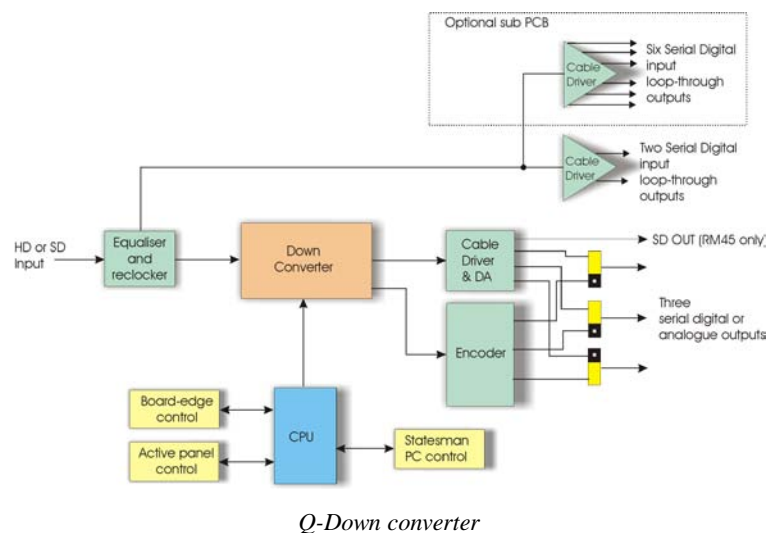 Optional sub PCB
Cable
Driver
Six Serial Digital
input
loop-through
outputs
Cable
Driver
Two Serial Digital
input
loop-through
outputs
HD or SD
Input
Equaliser
and
reclocker
Down
Converter
Cable
Driver
& DA
SD OUT (RM45 only)
Three
serial digital or
analogue outputs
Encoder
Board-edge
control
CPU
Active panel
control
Statesman
PC control
Q-Down converter